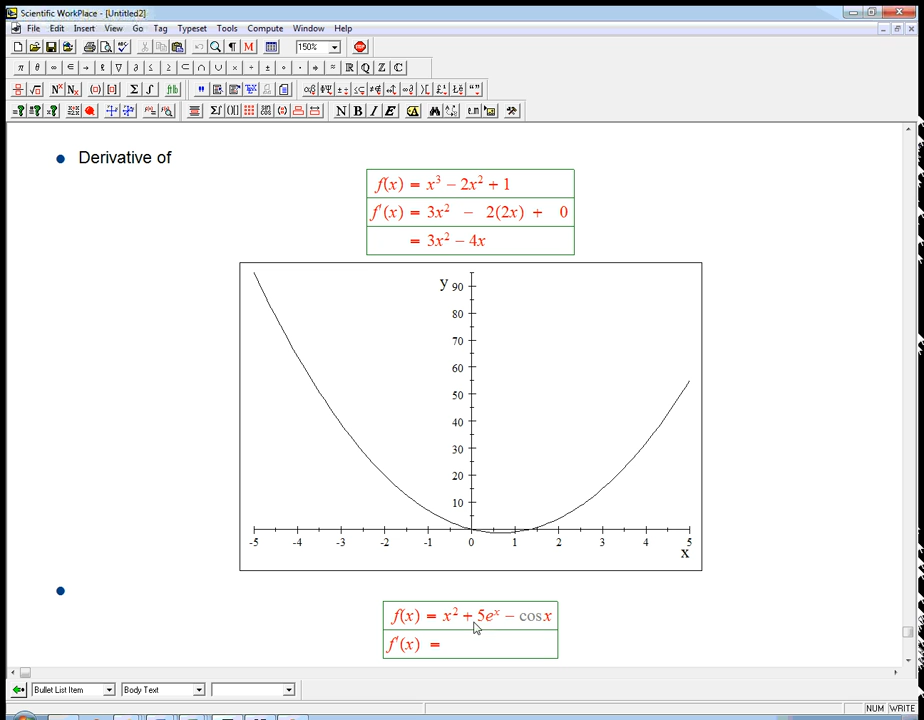 Scientific WorkPlace - [Untitled2]
File Edit Insert View Go Tag Typeset Tools Compute Window Help
150%
Derivative of
f(x) = x³ − 2x² + 1
f′(x) = 3x² − 2(2x) + 0
= 3x² − 4x
y
90
80
70
60
50
40
30
20
10
-5 -4 -3 -2 -1 0 1 2 3 4 5
x
f(x) = x² + 5eˣ − cos x
f′(x) =
Bullet List Item Body Text
NUM WRITE